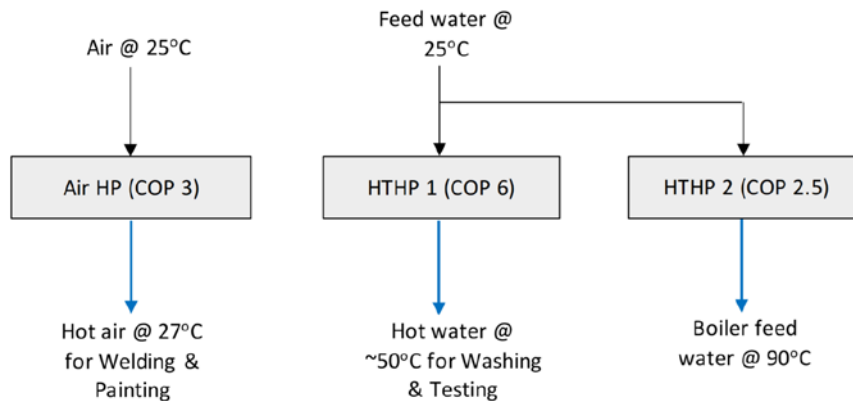 Air @ 25°C
Feed water @
25°C
Air HP (COP 3)
HTHP 1 (COP 6)
HTHP 2 (COP 2.5)
Hot air @ 27°C
for Welding &
Painting
Hot water @
~50°C for Washing
& Testing
Boiler feed
water @ 90°C